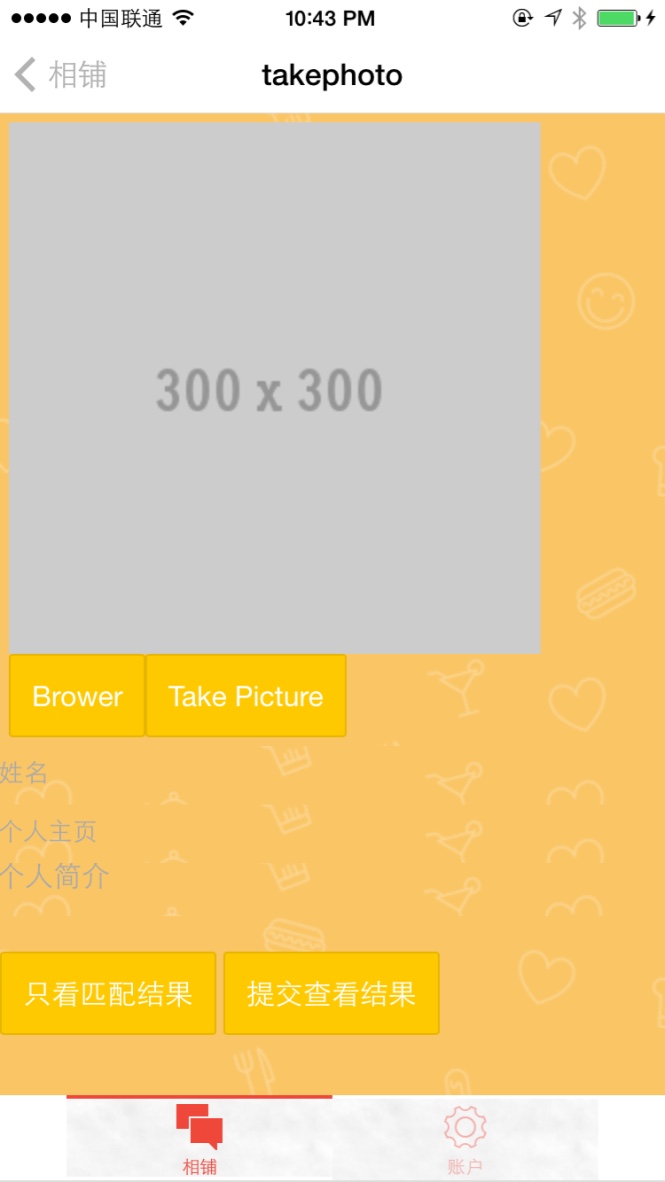 中国联通 10:43 PM
相铺 takephoto
300 x 300
Brower Take Picture
姓名
个人主页
个人简介
只看匹配结果 提交查看结果
相铺 账户